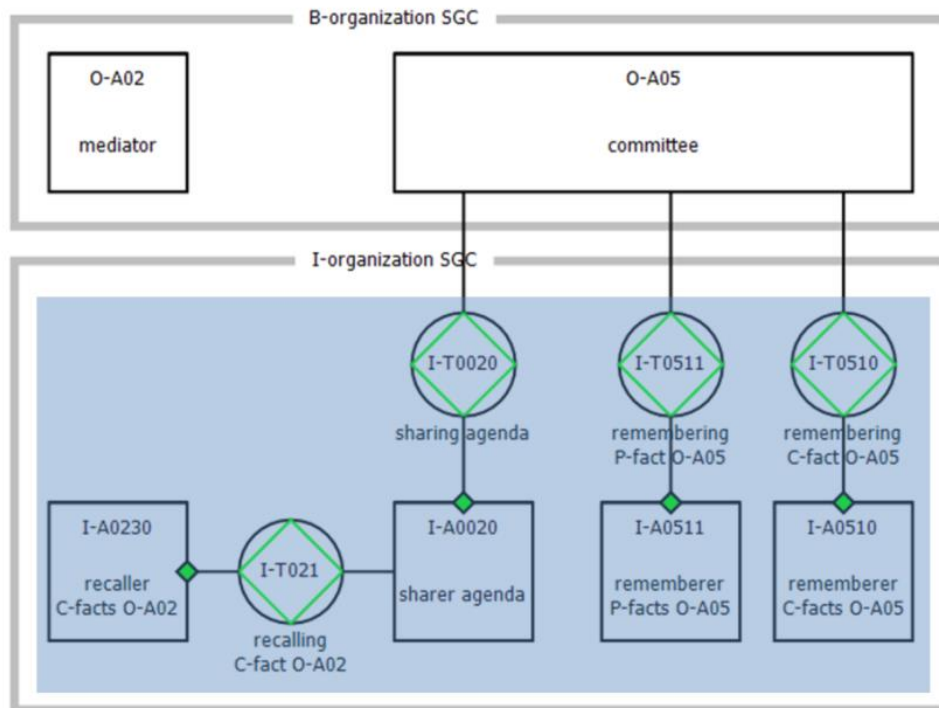 B-organization SGC
O-A02
mediator
O-A05
committee
I-organization SGC
I-T0020
sharing agenda
I-T0511
remembering
P-fact O-A05
I-T0510
remembering
C-fact O-A05
I-A0230
recaller
C-facts O-A02
I-T021
recalling
C-fact O-A02
I-A0020
sharer agenda
I-A0511
rememberer
P-facts O-A05
I-A0510
rememberer
C-facts O-A05